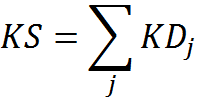 KS = ∑_j KD_j